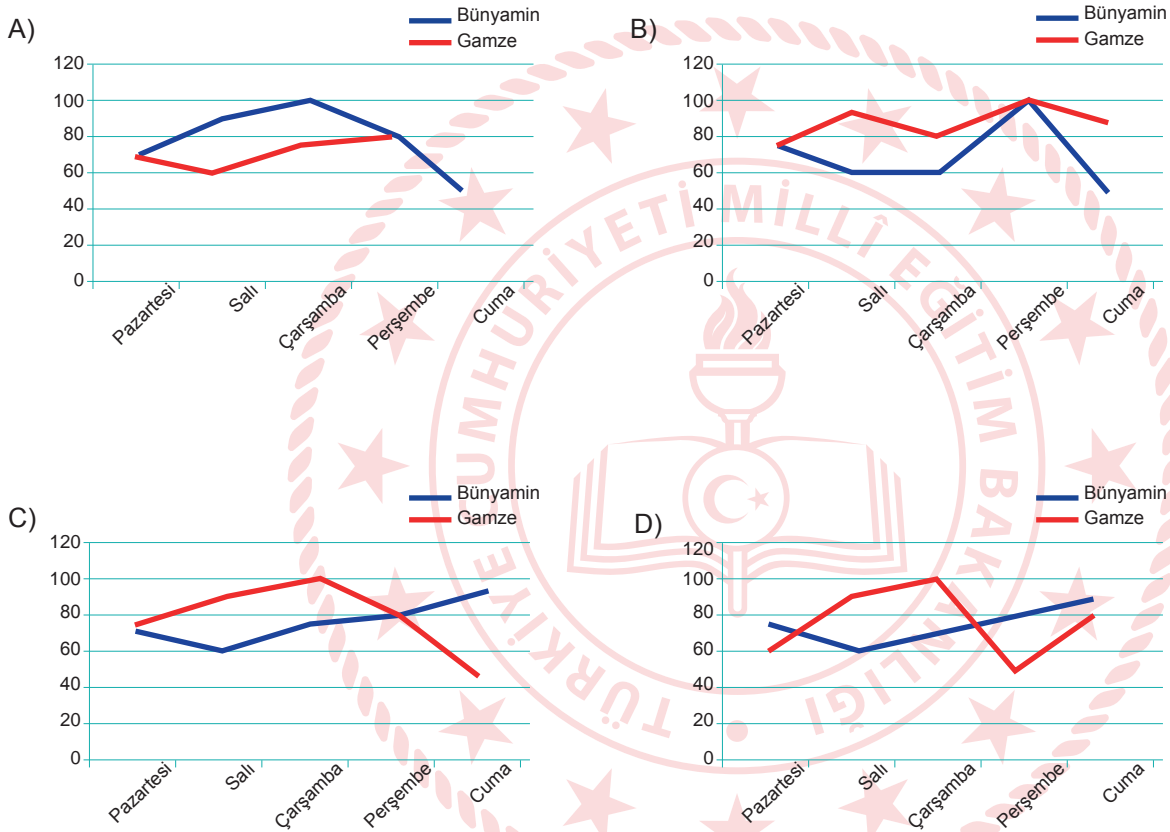 A)
Bünyamin
Gamze
120
100
80
60
40
20
0
Pazartesi
Salı
Çarşamba
Perşembe
Cuma
B)
Bünyamin
Gamze
120
100
80
60
40
20
0
Pazartesi
Salı
Çarşamba
Perşembe
Cuma
C)
Bünyamin
Gamze
120
100
80
60
40
20
0
Pazartesi
Salı
Çarşamba
Perşembe
Cuma
D)
Bünyamin
Gamze
120
100
80
60
40
20
0
Pazartesi
Salı
Çarşamba
Perşembe
Cuma
TÜRKİYE CUMHURİYETİ MİLLÎ EĞİTİM BAKANLIĞI